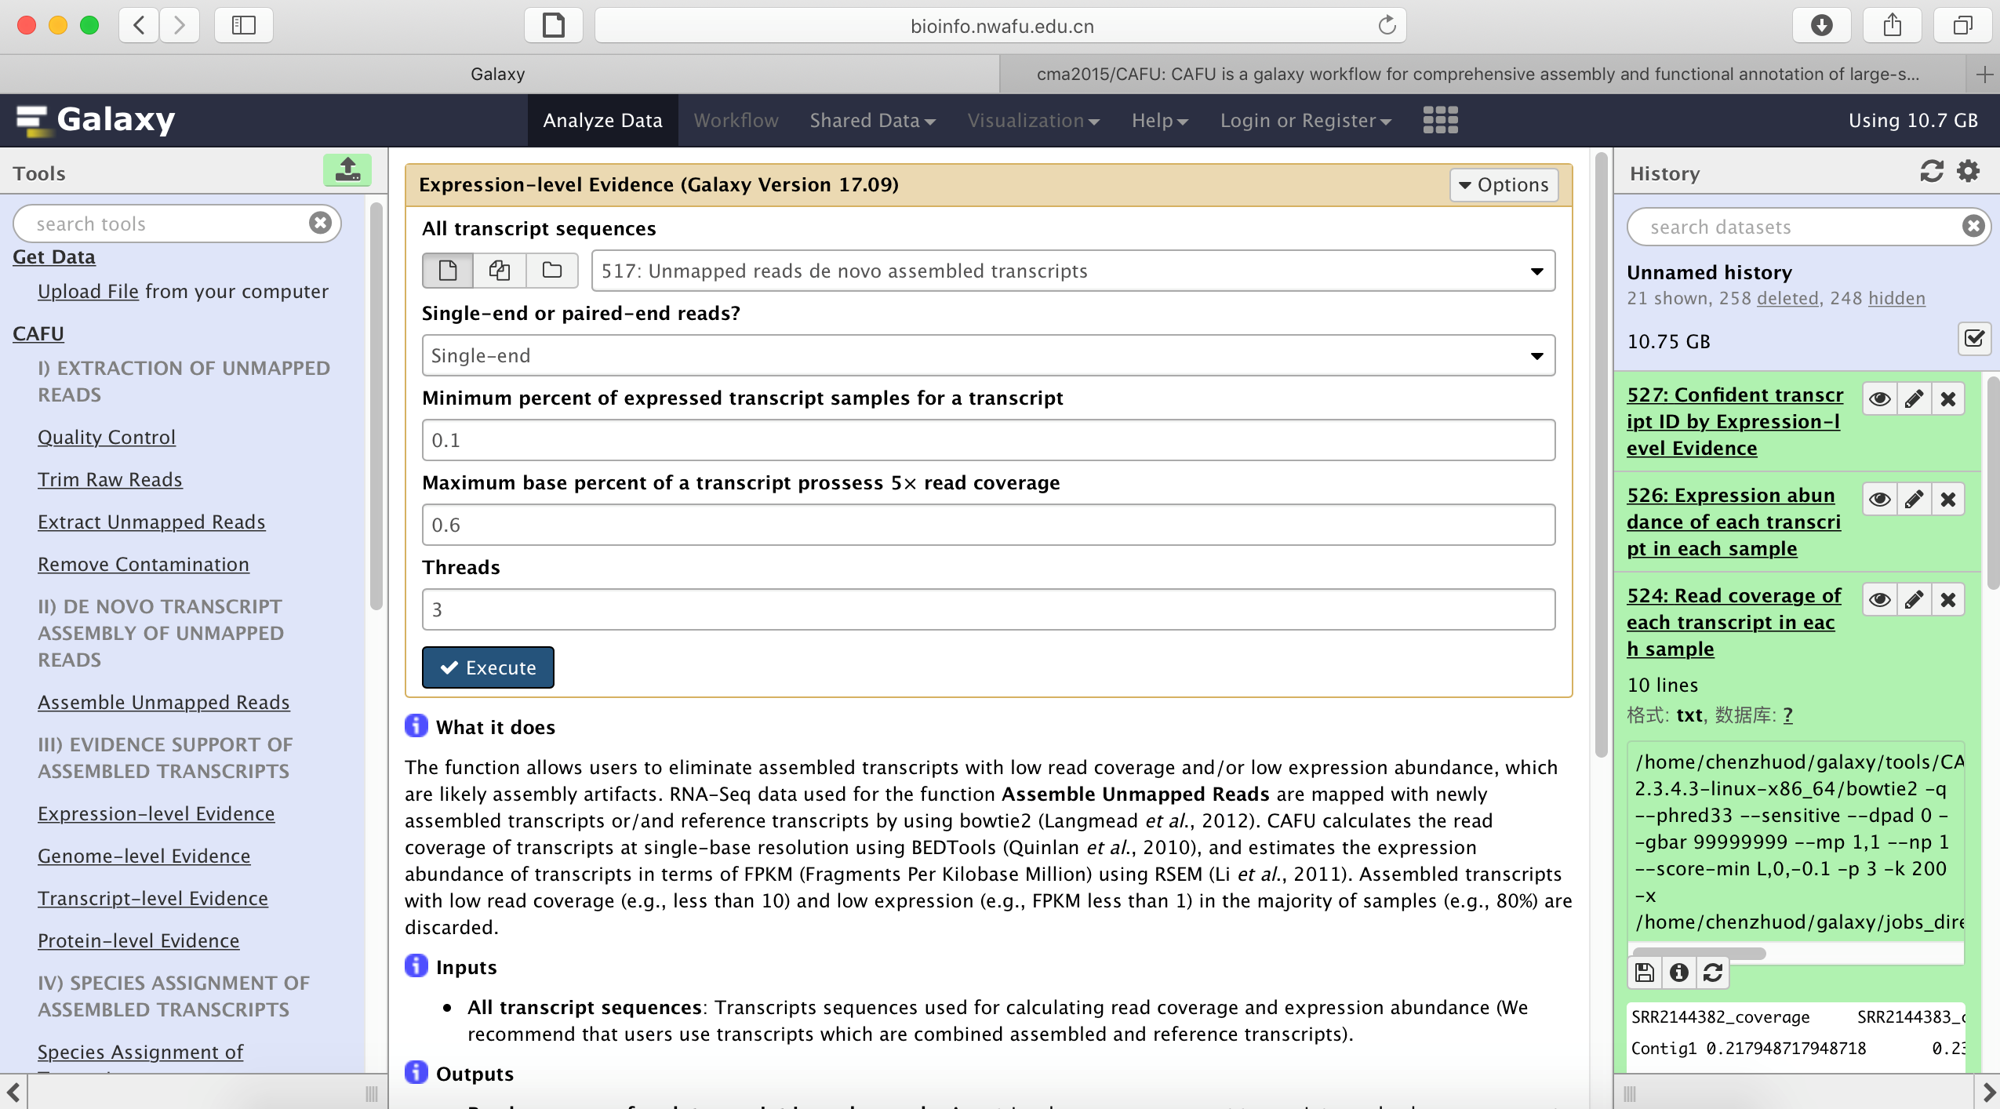 bioinfo.nwafu.edu.cn
Galaxy
cma2015/CAFU: CAFU is a galaxy workflow for comprehensive assembly and functional annotation of large-s...
Galaxy
Analyze Data
Workflow
Shared Data
Visualization
Help
Login or Register
Using 10.7 GB
Tools
search tools
Get Data
Upload File from your computer
CAFU
I) EXTRACTION OF UNMAPPED
READS
Quality Control
Trim Raw Reads
Extract Unmapped Reads
Remove Contamination
II) DE NOVO TRANSCRIPT
ASSEMBLY OF UNMAPPED
READS
Assemble Unmapped Reads
III) EVIDENCE SUPPORT OF
ASSEMBLED TRANSCRIPTS
Expression-level Evidence
Genome-level Evidence
Transcript-level Evidence
Protein-level Evidence
IV) SPECIES ASSIGNMENT OF
ASSEMBLED TRANSCRIPTS
Species Assignment of
Expression-level Evidence (Galaxy Version 17.09)
Options
All transcript sequences
517: Unmapped reads de novo assembled transcripts
Single-end or paired-end reads?
Single-end
Minimum percent of expressed transcript samples for a transcript
0.1
Maximum base percent of a transcript prossess 5× read coverage
0.6
Threads
3
Execute
What it does
The function allows users to eliminate assembled transcripts with low read coverage and/or low expression abundance, which
are likely assembly artifacts. RNA-Seq data used for the function Assemble Unmapped Reads are mapped with newly
assembled transcripts or/and reference transcripts by using bowtie2 (Langmead et al., 2012). CAFU calculates the read
coverage of transcripts at single-base resolution using BEDTools (Quinlan et al., 2010), and estimates the expression
abundance of transcripts in terms of FPKM (Fragments Per Kilobase Million) using RSEM (Li et al., 2011). Assembled transcripts
with low read coverage (e.g., less than 10) and low expression (e.g., FPKM less than 1) in the majority of samples (e.g., 80%) are
discarded.
Inputs
• All transcript sequences: Transcripts sequences used for calculating read coverage and expression abundance (We
recommend that users use transcripts which are combined assembled and reference transcripts).
Outputs
History
search datasets
Unnamed history
21 shown, 258 deleted, 248 hidden
10.75 GB
527: Confident transcr
ipt ID by Expression-l
evel Evidence
526: Expression abun
dance of each transcri
pt in each sample
524: Read coverage of
each transcript in eac
h sample
10 lines
格式: txt, 数据库: ?
/home/chenzhuod/galaxy/tools/CA
2.3.4.3-linux-x86_64/bowtie2 -q
--phred33 --sensitive --dpad 0 -
-gbar 99999999 --mp 1,1 --np 1
--score-min L,0,-0.1 -p 3 -k 200
-x
/home/chenzhuod/galaxy/jobs_dire
SRR2144382_coverage SRR2144383_c
Contig1 0.217948717948718 0.23